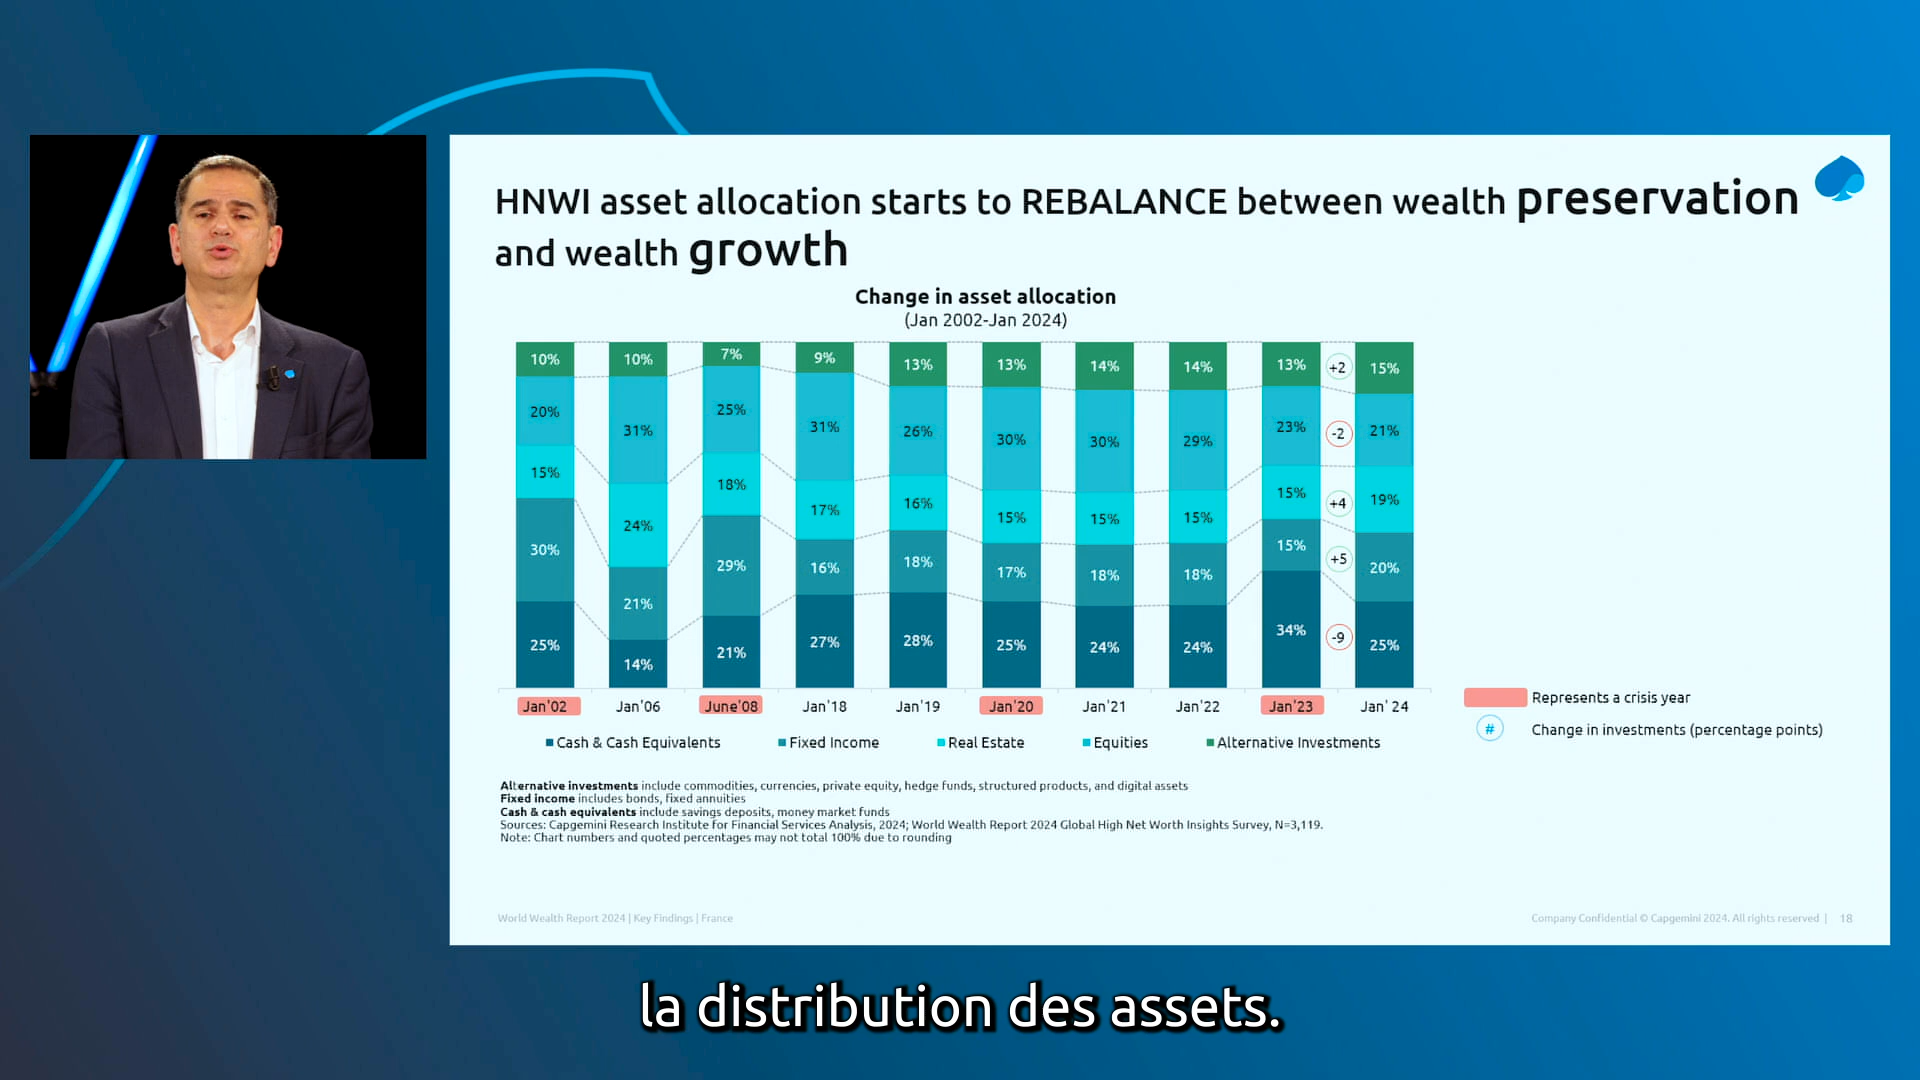 HNWI asset allocation starts to REBALANCE between wealth preservation
and wealth growth
Change in asset allocation
(Jan 2002-Jan 2024)
10% 10% 7% 9% 13% 13% 14% 14% 13% +2 15%
20% 31% 25% 31% 26% 30% 30% 29% 23% -2 21%
15% 24% 18% 17% 16% 15% 15% 15% 15% +4 19%
30% 21% 29% 16% 18% 17% 18% 18% 15% +5 20%
25% 14% 21% 27% 28% 25% 24% 24% 34% -9 25%
Jan'02 Jan'06 June'08 Jan'18 Jan'19 Jan'20 Jan'21 Jan'22 Jan'23 Jan' 24
Cash & Cash Equivalents Fixed Income Real Estate Equities Alternative Investments
Represents a crisis year
# Change in investments (percentage points)
Alternative investments include commodities, currencies, private equity, hedge funds, structured products, and digital assets
Fixed income includes bonds, fixed annuities
Cash & cash equivalents include savings deposits, money market funds
Sources: Capgemini Research Institute for Financial Services Analysis, 2024; World Wealth Report 2024 Global High Net Worth Insights Survey, N=3,119.
Note: Chart numbers and quoted percentages may not total 100% due to rounding
World Wealth Report 2024 | Key Findings | France
Company Confidential © Capgemini 2024. All rights reserved | 18
la distribution des assets.